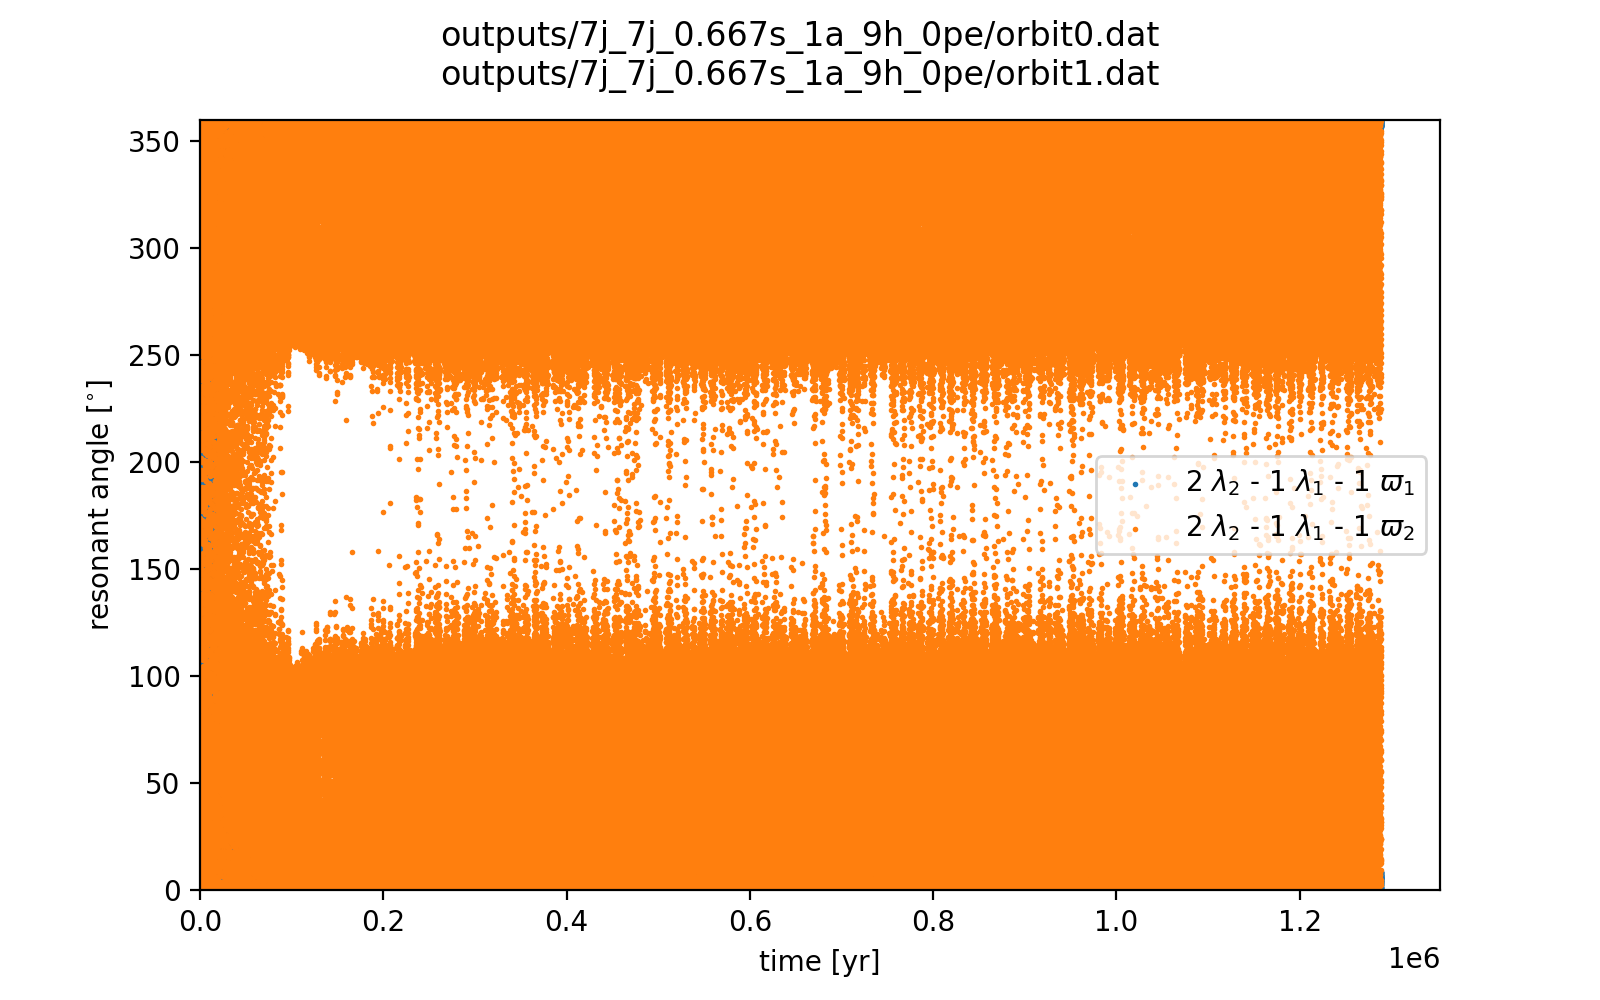 outputs/7j_7j_0.667s_1a_9h_0pe/orbit0.dat
outputs/7j_7j_0.667s_1a_9h_0pe/orbit1.dat
350
300
250
200
150
100
50
0
resonant angle [°]
2 λ₂ - 1 λ₁ - 1 ϖ₁
2 λ₂ - 1 λ₁ - 1 ϖ₂
0.0 0.2 0.4 0.6 0.8 1.0 1.2
time [yr]
1e6